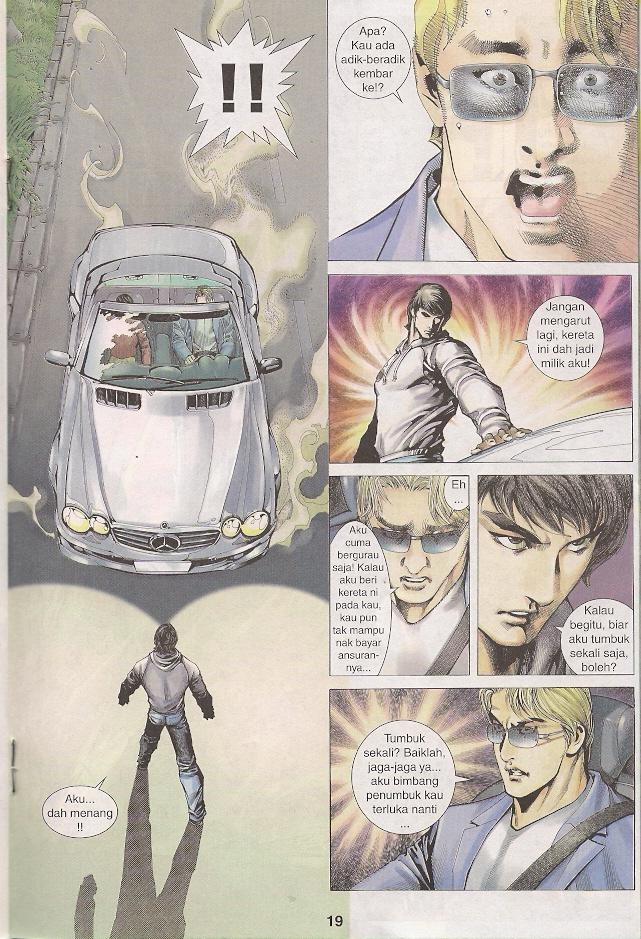 !!
Aku...
dah menang
!!
Apa?
Kau ada
adik-beradik
kembar
ke!?
Jangan
mengarut
lagi, kereta
ini dah jadi
milik aku!
Eh
...
Aku
cuma
bergurau
saja! Kalau
aku beri
kereta ni
pada kau,
kau pun
tak mampu
nak bayar
ansuran-
nya...
Kalau
begitu, biar
aku tumbuk
sekali saja,
boleh?
Tumbuk
sekali? Baiklah,
jaga-jaga ya...
aku bimbang
penumbuk kau
terluka nanti
...
19